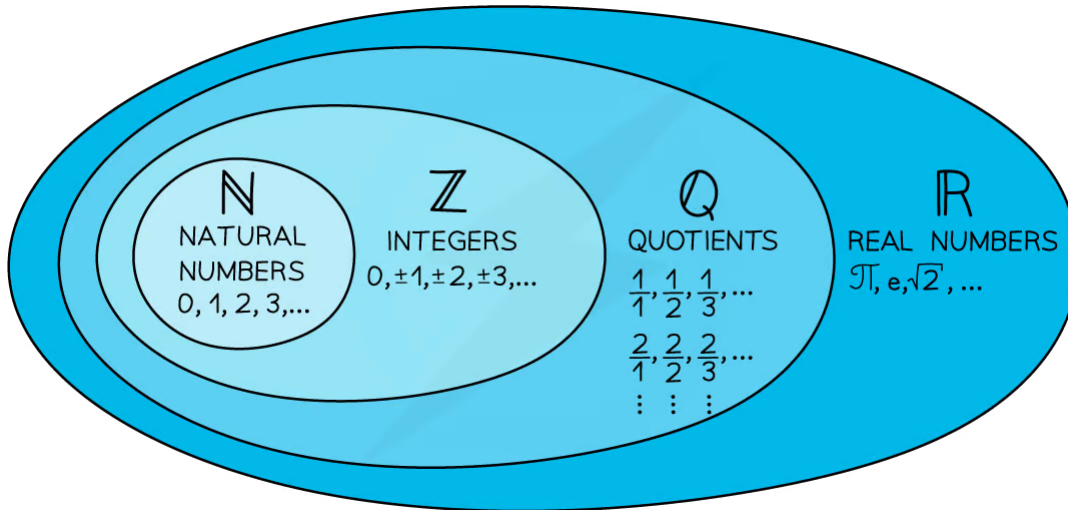 ℕ
NATURAL
NUMBERS
0, 1, 2, 3,...
ℤ
INTEGERS
0, ±1, ±2, ±3,...
ℚ
QUOTIENTS
1/1, 1/2, 1/3, ...
2/1, 2/2, 2/3, ...
⋮ ⋮ ⋮
ℝ
REAL NUMBERS
π, e, √2, ...